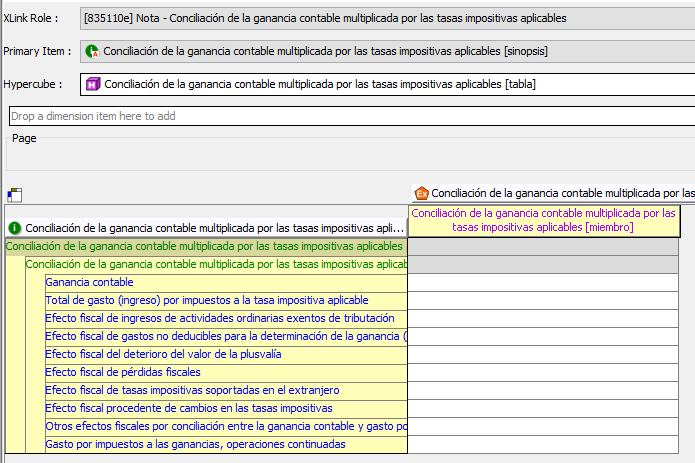 XLink Role : [835110e] Nota - Conciliación de la ganancia contable multiplicada por las tasas impositivas aplicables
Primary Item : Conciliación de la ganancia contable multiplicada por las tasas impositivas aplicables [sinopsis]
Hypercube : Conciliación de la ganancia contable multiplicada por las tasas impositivas aplicables [tabla]
Drop a dimension item here to add
Page
Conciliación de la ganancia contable multiplicada por las
Conciliación de la ganancia contable multiplicada por las tasas impositivas apli...
Conciliación de la ganancia contable multiplicada por las
tasas impositivas aplicables [miembro]
Conciliación de la ganancia contable multiplicada por las tasas impositivas aplicables
Conciliación de la ganancia contable multiplicada por las tasas impositivas aplicab
Ganancia contable
Total de gasto (ingreso) por impuestos a la tasa impositiva aplicable
Efecto fiscal de ingresos de actividades ordinarias exentos de tributación
Efecto fiscal de gastos no deducibles para la determinación de la ganancia (
Efecto fiscal del deterioro del valor de la plusvalía
Efecto fiscal de pérdidas fiscales
Efecto fiscal de tasas impositivas soportadas en el extranjero
Efecto fiscal procedente de cambios en las tasas impositivas
Otros efectos fiscales por conciliación entre la ganancia contable y gasto po
Gasto por impuestos a las ganancias, operaciones continuadas